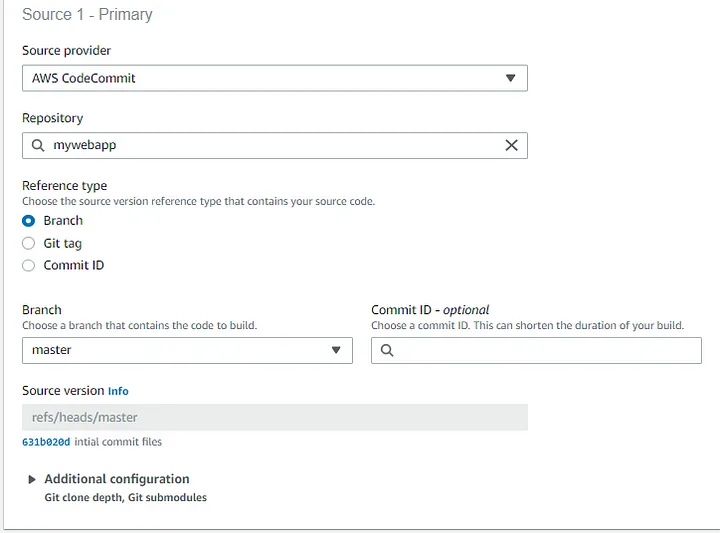 Source 1 - Primary
Source provider
AWS CodeCommit
Repository
mywebapp
Reference type
Choose the source version reference type that contains your source code.
Branch
Git tag
Commit ID
Branch
Choose a branch that contains the code to build.
master
Commit ID - optional
Choose a commit ID. This can shorten the duration of your build.
Source version Info
refs/heads/master
631b020d intial commit files
Additional configuration
Git clone depth, Git submodules